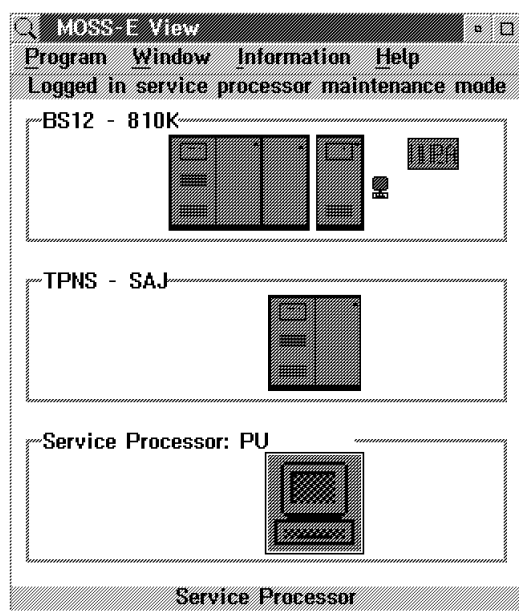 MOSS-E View
Program Window Information Help
Logged in service processor maintenance mode
BS12 - 810K
TPNS - SAJ
Service Processor: PU
Service Processor